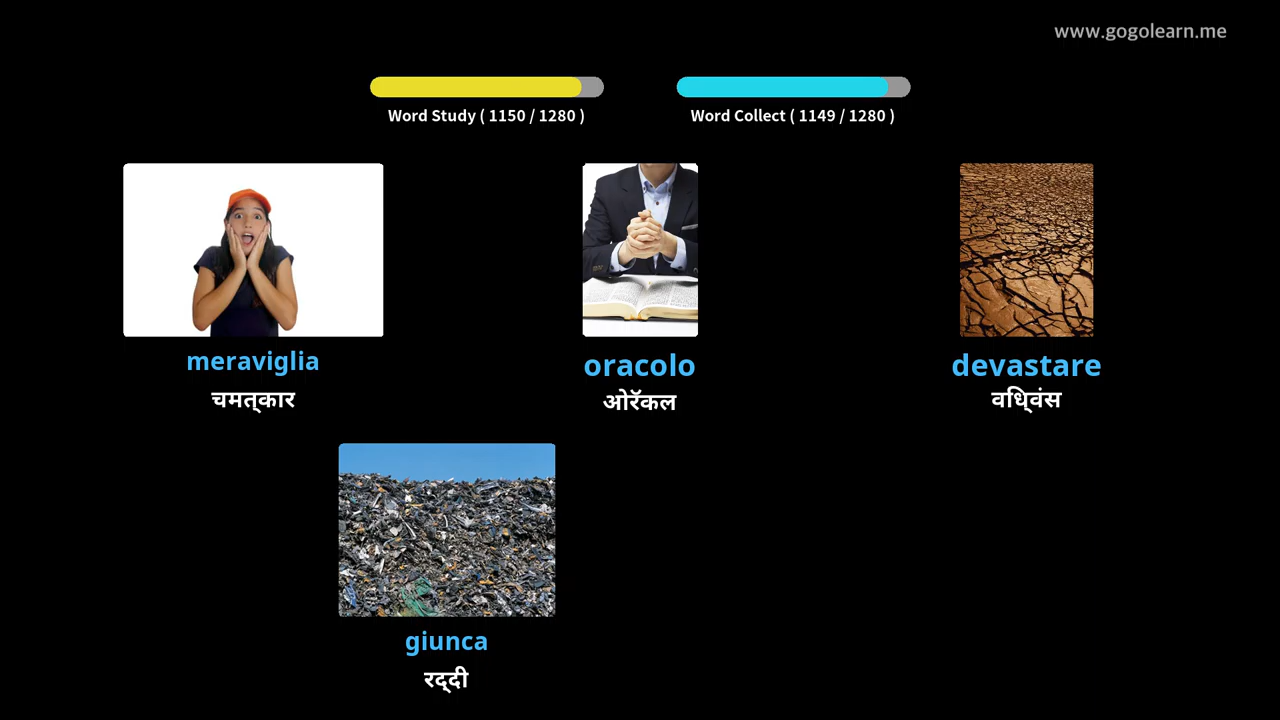 www.gogolearn.me
Word Study ( 1150 / 1280 )
Word Collect ( 1149 / 1280 )
meraviglia
चमत्कार
oracolo
ओरॅकल
devastare
विध्वंस
giunca
रद्दी